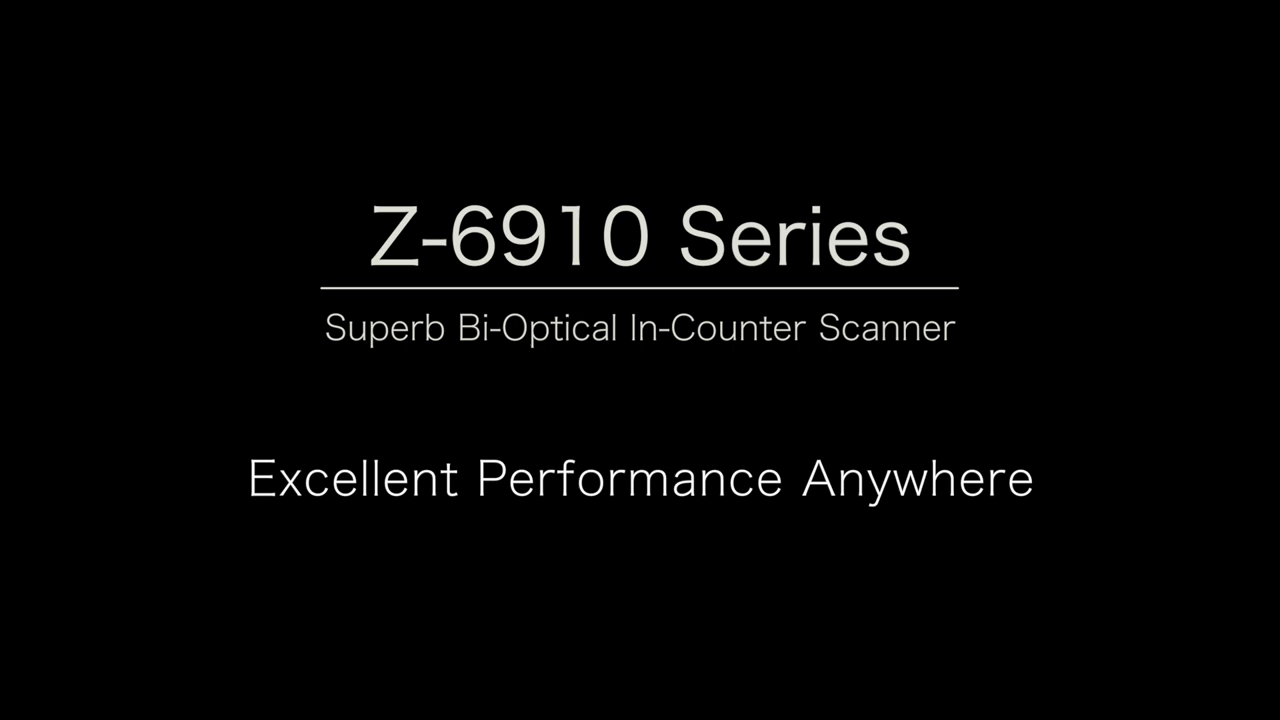 Z-6910 Series
Superb Bi-Optical In-Counter Scanner
Excellent Performance Anywhere